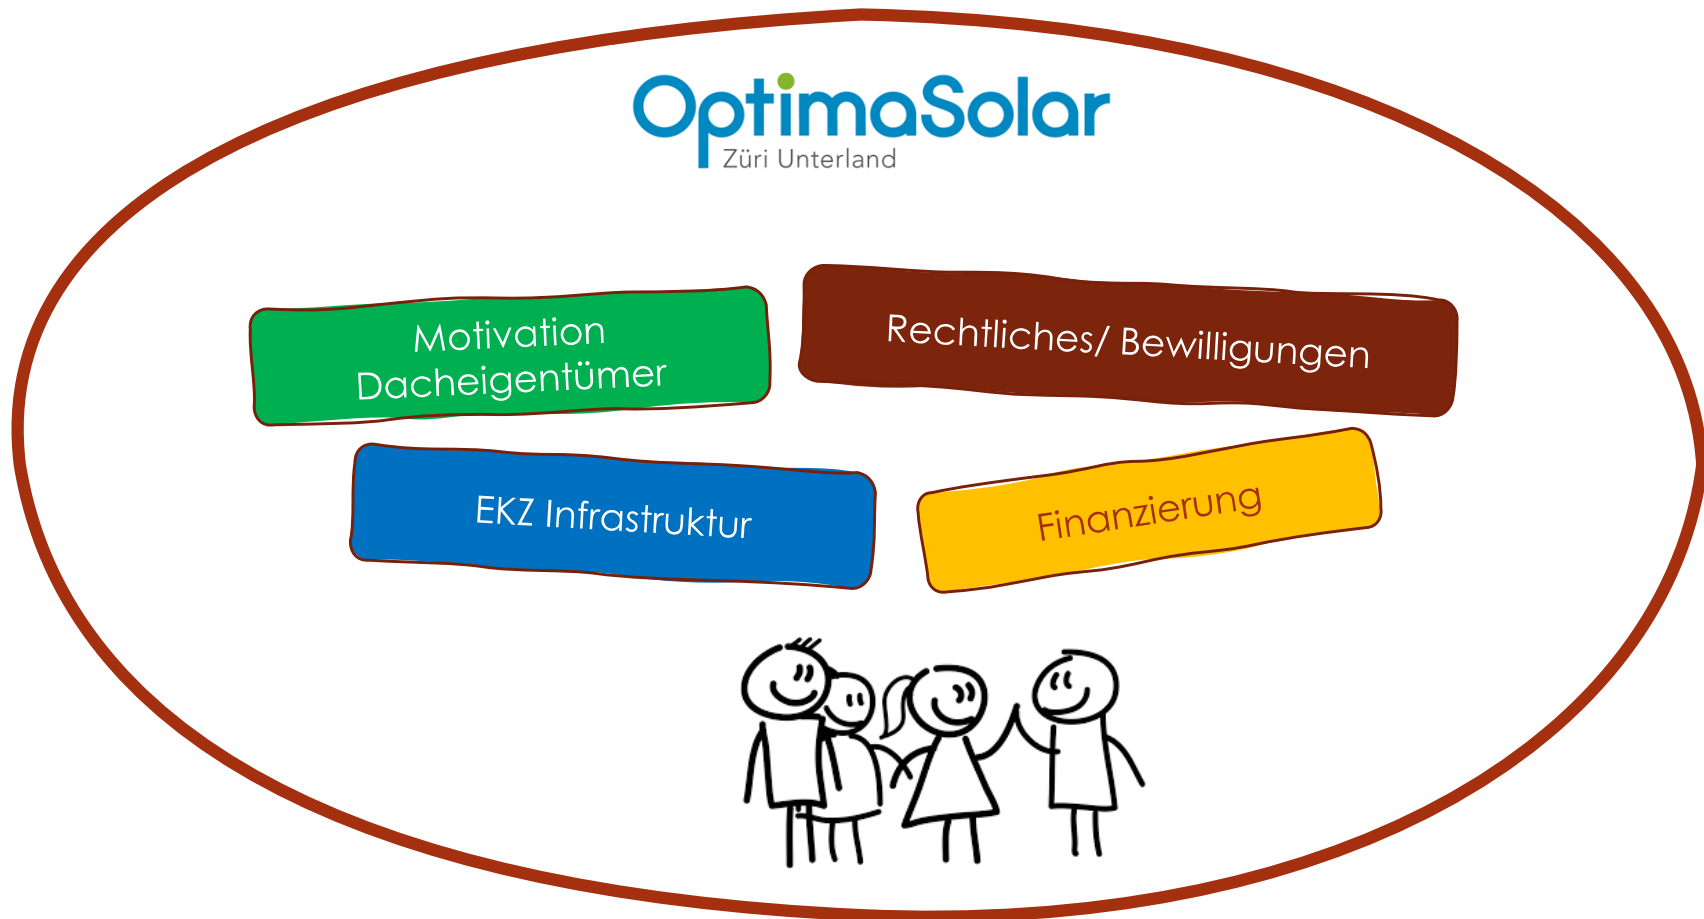 OptimaSolar
Züri Unterland
Motivation
Dacheigentümer
Rechtliches/ Bewilligungen
EKZ Infrastruktur
Finanzierung